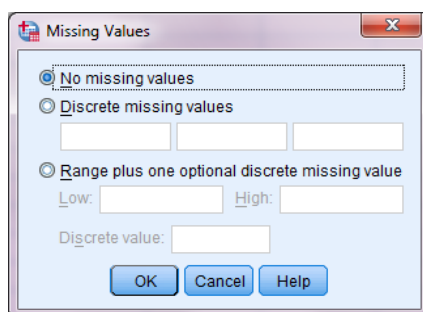 Missing Values
No missing values
Discrete missing values
Range plus one optional discrete missing value
Low: High:
Discrete value:
OK Cancel Help